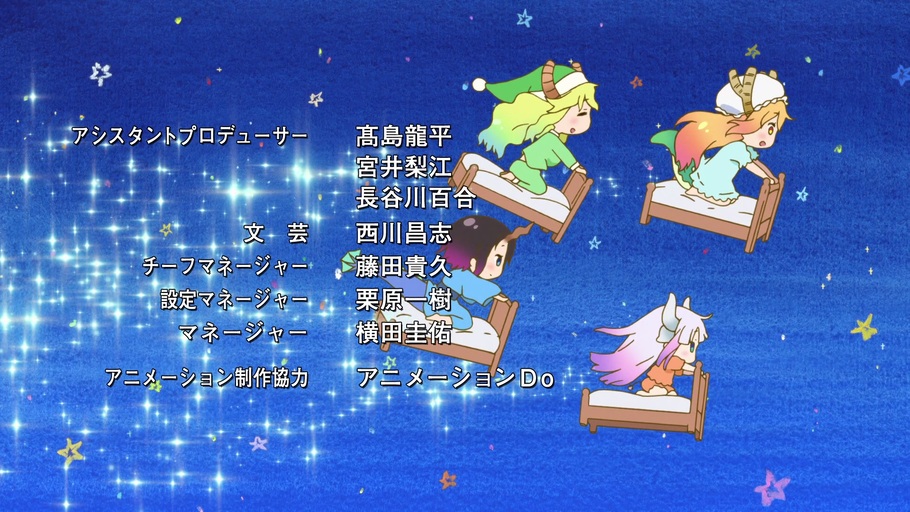 アシスタントプロデューサー 髙島龍平
宮井梨江
長谷川百合
文 芸 西川昌志
チーフマネージャー 藤田貴久
設定マネージャー 栗原一樹
マネージャー 横田圭佑
アニメーション制作協力 アニメーションDo